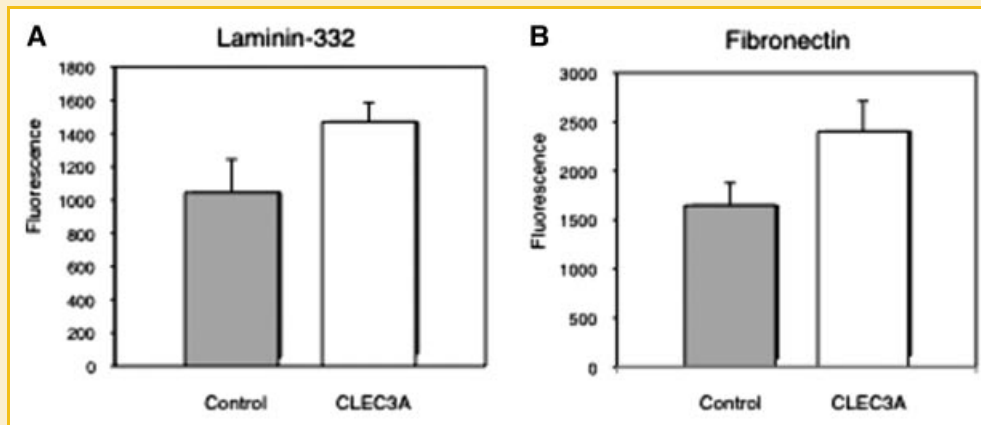 A
Laminin-332
Fluorescence
1800
1600
1400
1200
1000
800
600
400
200
0
Control CLEC3A
B
Fibronectin
Fluorescence
3000
2500
2000
1500
1000
500
0
Control CLEC3A